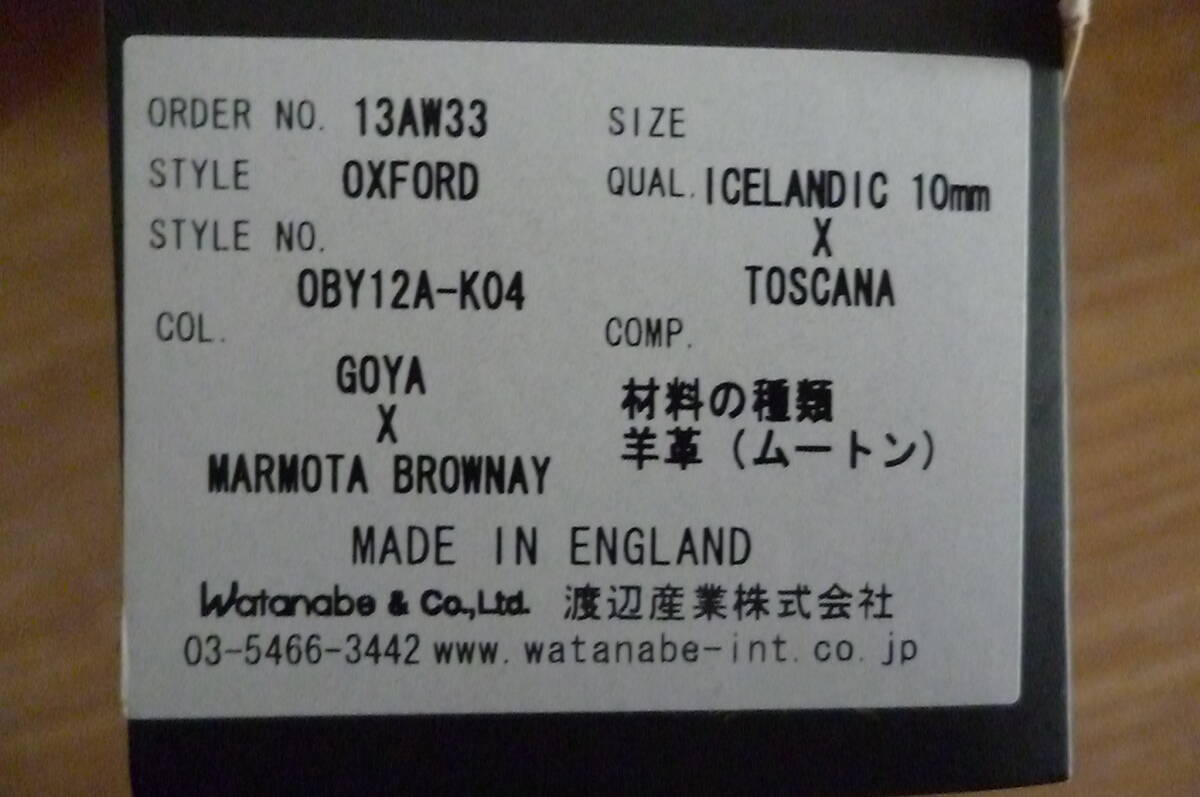 ORDER NO. 13AW33
SIZE
STYLE OXFORD
QUAL. ICELANDIC 10mm
X
TOSCANA
STYLE NO.
OBY12A-K04
COL.
GOYA
X
MARMOTA BROWNAY
COMP.
材料の種類
羊革（ムートン）
MADE IN ENGLAND
Watanabe & Co.,Ltd. 渡辺産業株式会社
03-5466-3442 www.watanabe-int.co.jp